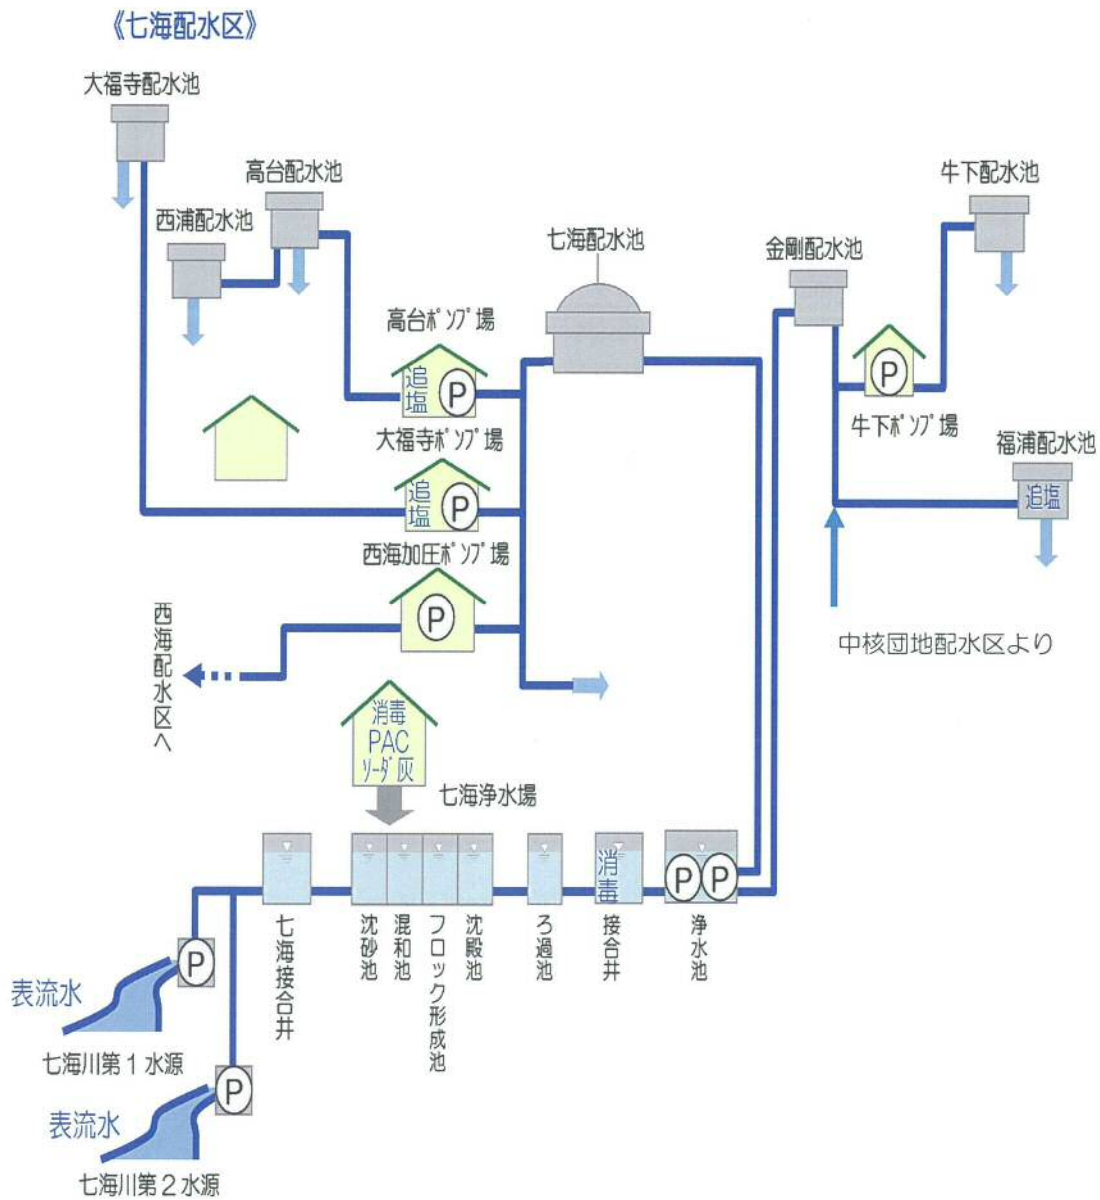 《七海配水区》
大福寺配水池
高台配水池
西浦配水池
七海配水池
金剛配水池
牛下配水池
高台ポンプ場
追塩
P
大福寺ポンプ場
追塩
P
西海加圧ポンプ場
P
P
牛下ポンプ場
福浦配水池
追塩
中核団地配水区より
西海配水区へ
消毒
PAC
ソーダ灰
七海浄水場
消毒
P P
七海接合井
沈砂池
混和池
フロック形成池
沈殿池
ろ過池
接合井
浄水池
P
表流水
七海川第1水源
P
表流水
七海川第2水源